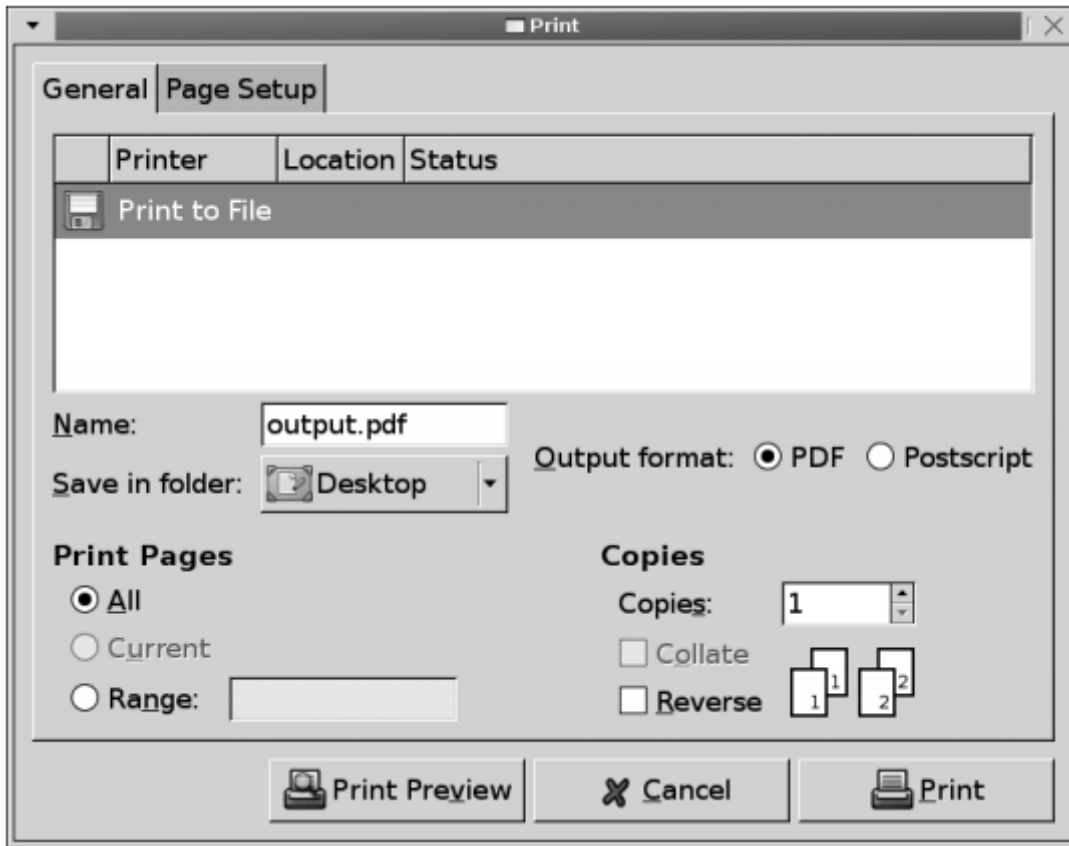 Print
General Page Setup
Printer Location Status
Print to File
Name: output.pdf
Output format: PDF Postscript
Save in folder: Desktop
Print Pages Copies
All Copies: 1
Current Collate
Range: Reverse 1 1 2 2
Print Preview Cancel Print